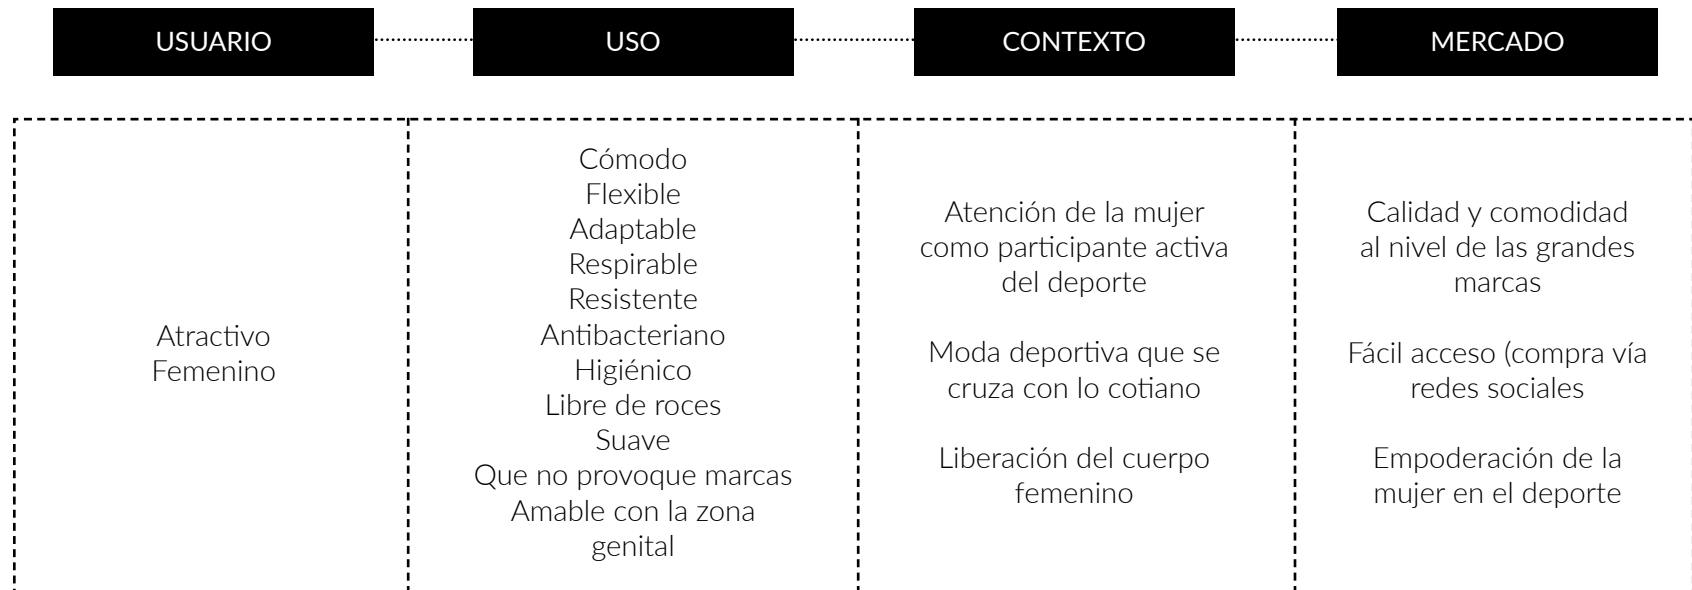 USUARIO
USO
CONTEXTO
MERCADO
Atractivo
Femenino
Cómodo
Flexible
Adaptable
Respirable
Resistente
Antibacteriano
Higiénico
Libre de roces
Suave
Que no provoque marcas
Amable con la zona
genital
Atención de la mujer
como participante activa
del deporte
Moda deportiva que se
cruza con lo cotiano
Liberación del cuerpo
femenino
Calidad y comodidad
al nivel de las grandes
marcas
Fácil acceso (compra vía
redes sociales
Empoderación de la
mujer en el deporte